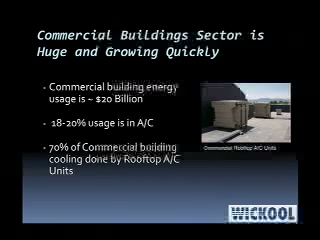 Commercial Buildings Sector is
Huge and Growing Quickly
Commercial building energy
usage is ~ $20 Billion
18-20% usage is in A/C
70% of Commercial building
cooling done by Rooftop A/C
Units
Commercial Rooftop A/C Units
WICKOOL